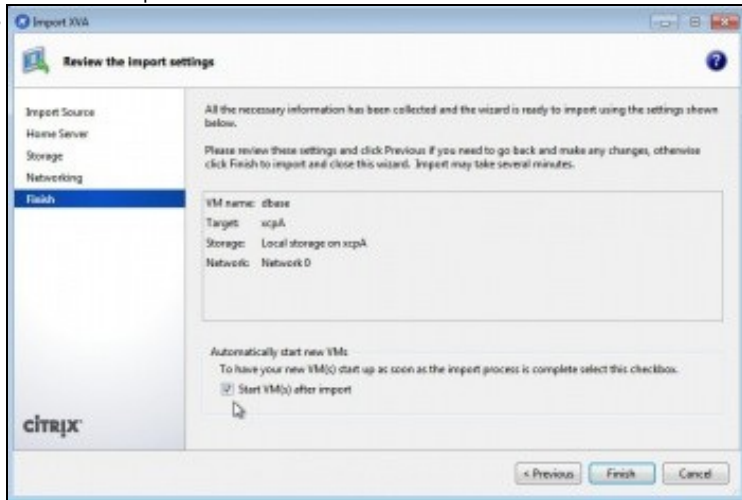 Import XVA
Review the import settings
Import Source
Home Server
Storage
Networking
Finish
All the necessary information has been collected and the wizard is ready to import using the settings shown
below.
Please review these settings and click Previous if you need to go back and make any changes, otherwise
click Finish to import and close this wizard. Import may take several minutes.
VM name: dbase
Target: xcpA
Storage: Local storage on xcpA
Network: Network 0
Automatically start new VMs
To have your new VM(s) start up as soon as the import process is complete select this checkbox.
Start VM(s) after import
CITRIX
< Previous
Finish
Cancel